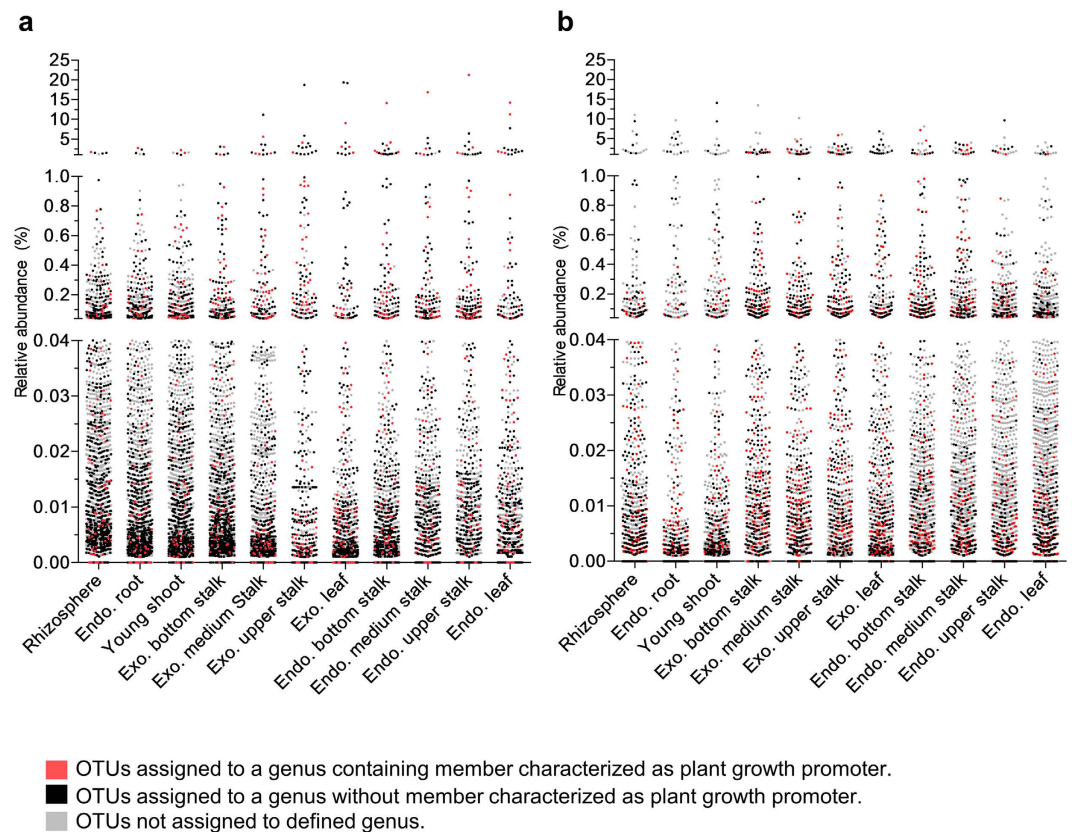 a
b
25
20
15
10
5
1.0
0.8
0.6
0.4
0.2
0.04
0.03
0.02
0.01
0.00
Relative abundance (%)
Rhizosphere
Endo. root
Young shoot
Exo. bottom stalk
Exo. medium Stalk
Exo. upper stalk
Exo. leaf
Endo. bottom stalk
Endo. medium stalk
Endo. upper stalk
Endo. leaf
25
20
15
10
5
1.0
0.8
0.6
0.4
0.2
0.04
0.03
0.02
0.01
0.00
Relative abundance (%)
Rhizosphere
Endo. root
Young shoot
Exo. bottom stalk
Exo. medium stalk
Exo. upper stalk
Exo. leaf
Endo. bottom stalk
Endo. medium stalk
Endo. upper stalk
Endo. leaf
OTUs assigned to a genus containing member characterized as plant growth promoter.
OTUs assigned to a genus without member characterized as plant growth promoter.
OTUs not assigned to defined genus.